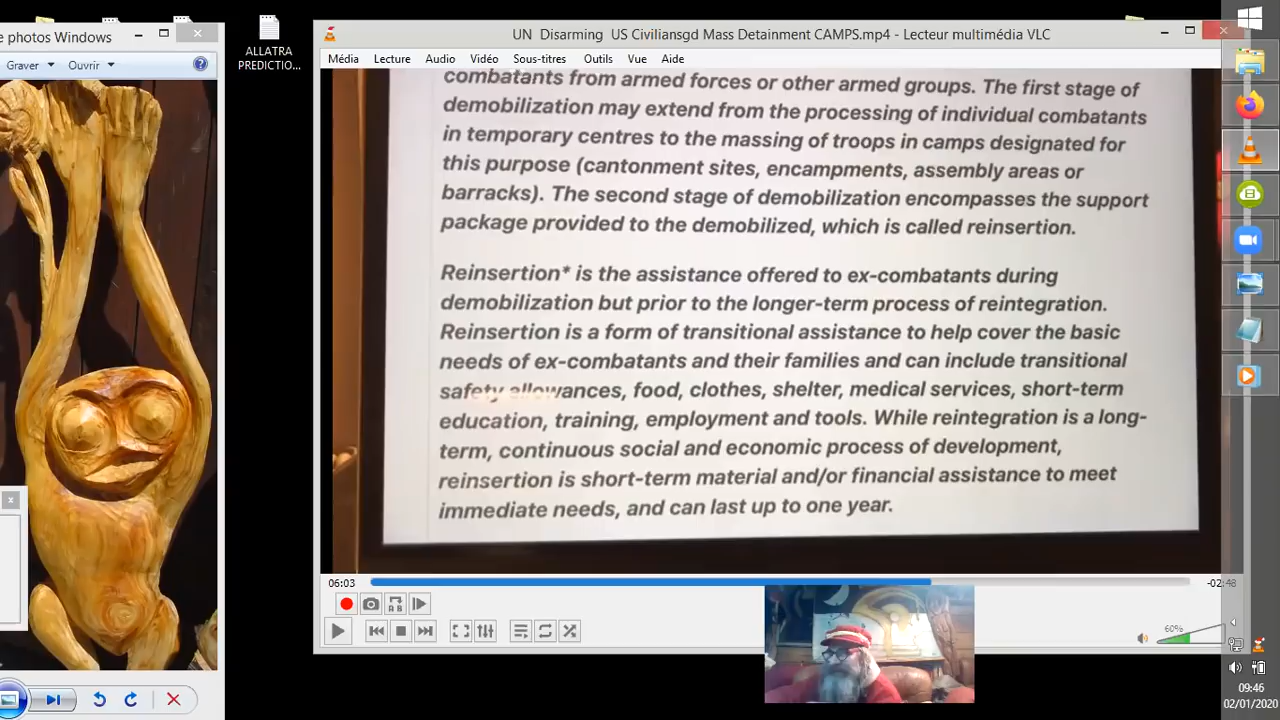 e photos Windows
Graver
Ouvrir
ALLATRA
PREDICTIO...
UN Disarming US Civiliansgd Mass Detainment CAMPS.mp4 - Lecteur multimédia VLC
Média Lecture Audio Vidéo Sous-titres Outils Vue Aide
combatants from armed forces or other armed groups. The first stage of
demobilization may extend from the processing of individual combatants
in temporary centres to the massing of troops in camps designated for
this purpose (cantonment sites, encampments, assembly areas or
barracks). The second stage of demobilization encompasses the support
package provided to the demobilized, which is called reinsertion.
Reinsertion* is the assistance offered to ex-combatants during
demobilization but prior to the longer-term process of reintegration.
Reinsertion is a form of transitional assistance to help cover the basic
needs of ex-combatants and their families and can include transitional
safety allowances, food, clothes, shelter, medical services, short-term
education, training, employment and tools. While reintegration is a long-
term, continuous social and economic process of development,
reinsertion is short-term material and/or financial assistance to meet
immediate needs, and can last up to one year.
06:03
-02:48
60%
09:46
02/01/2020